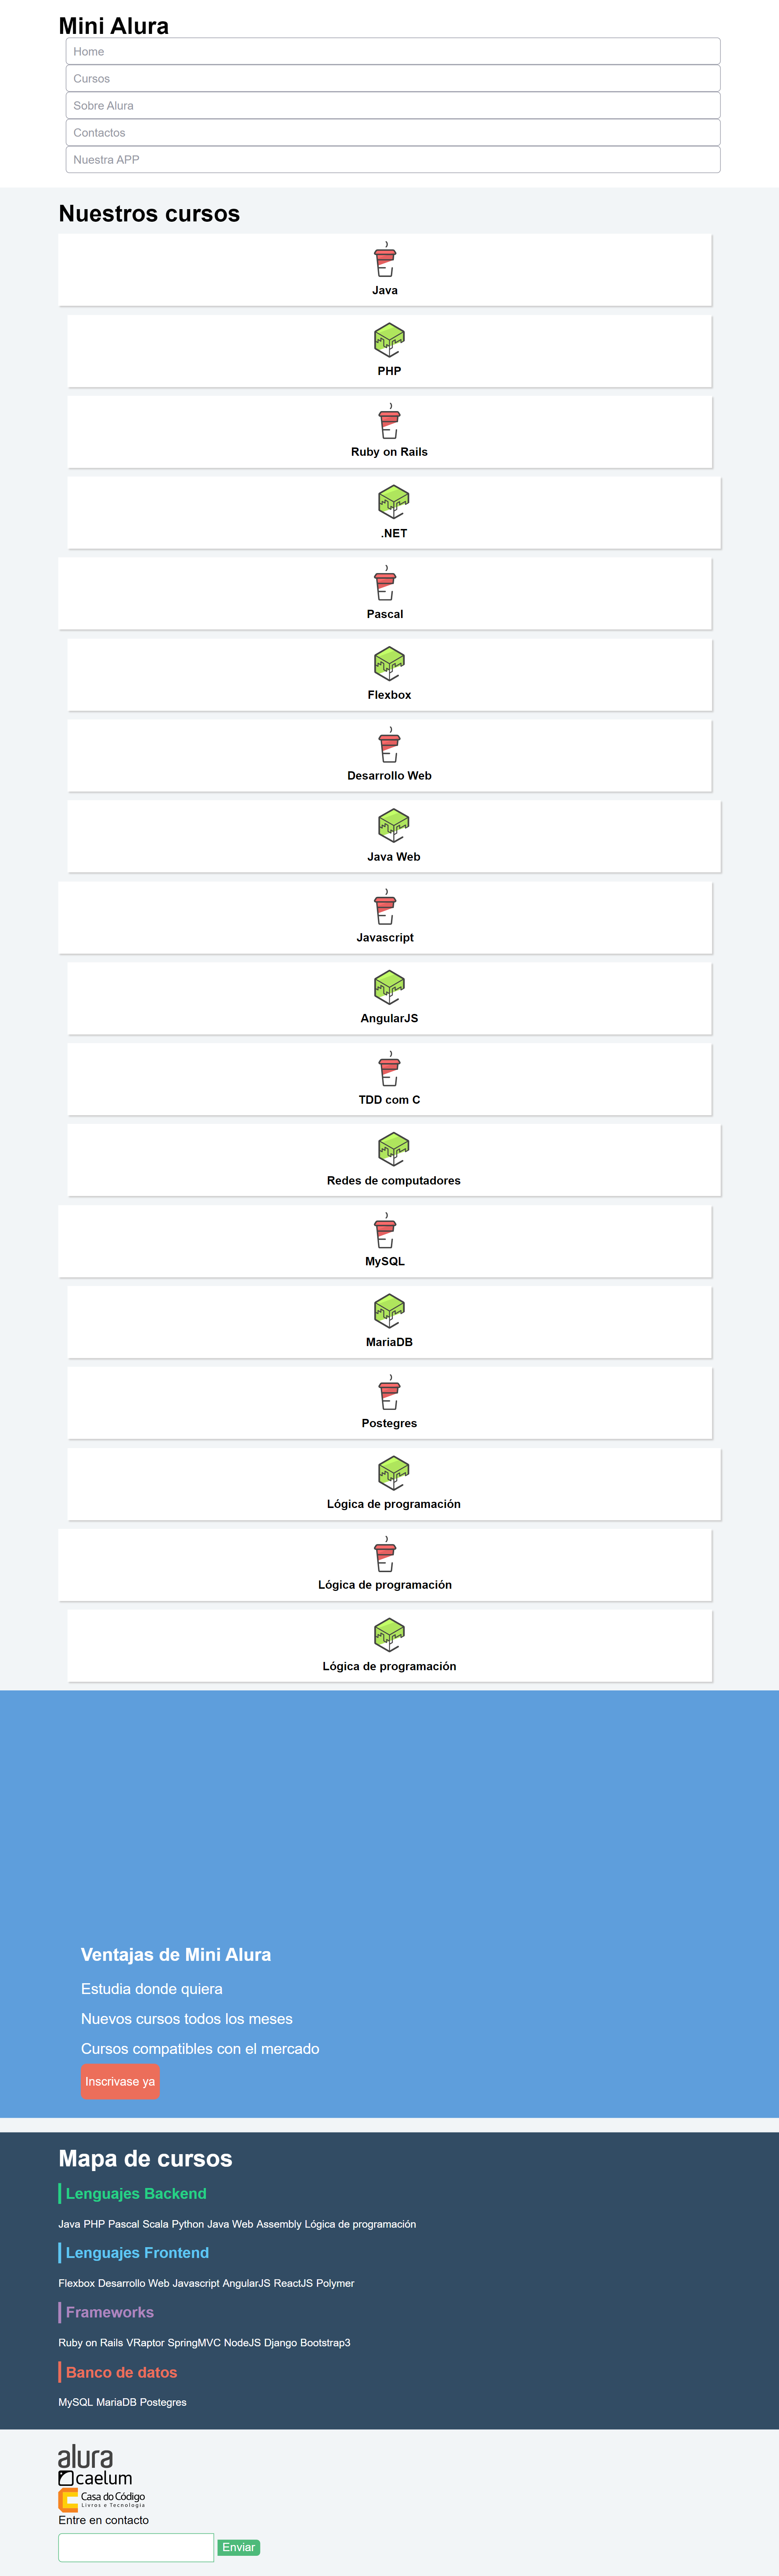 Mini Alura
Home
Cursos
Sobre Alura
Contactos
Nuestra APP
Nuestros cursos
Java
PHP
Ruby on Rails
.NET
Pascal
Flexbox
Desarrollo Web
Java Web
Javascript
AngularJS
TDD com C
Redes de computadores
MySQL
MariaDB
Postegres
Lógica de programación
Lógica de programación
Lógica de programación
Ventajas de Mini Alura
Estudia donde quiera
Nuevos cursos todos los meses
Cursos compatibles con el mercado
Inscrivase ya
Mapa de cursos
Lenguajes Backend
Java PHP Pascal Scala Python Java Web Assembly Lógica de programación
Lenguajes Frontend
Flexbox Desarrollo Web Javascript AngularJS ReactJS Polymer
Frameworks
Ruby on Rails VRaptor SpringMVC NodeJS Django Bootstrap3
Banco de datos
MySQL MariaDB Postegres
alura
caelum
Casa do Código
Livros e Tecnologia
Entre en contacto
Enviar